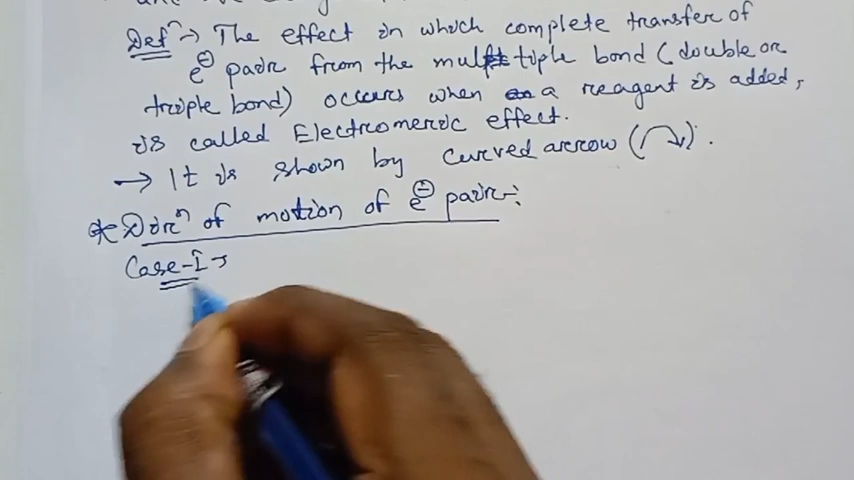 Defⁿ → The effect in which complete transfer of
e⊖ pair from the multiple bond (double or
triple bond) occurs when a reagent is added,
is called Electromeric effect.
→ It is shown by curved arrow (↷).
* Dirⁿ of motion of e⊖ pair:
Case-I →